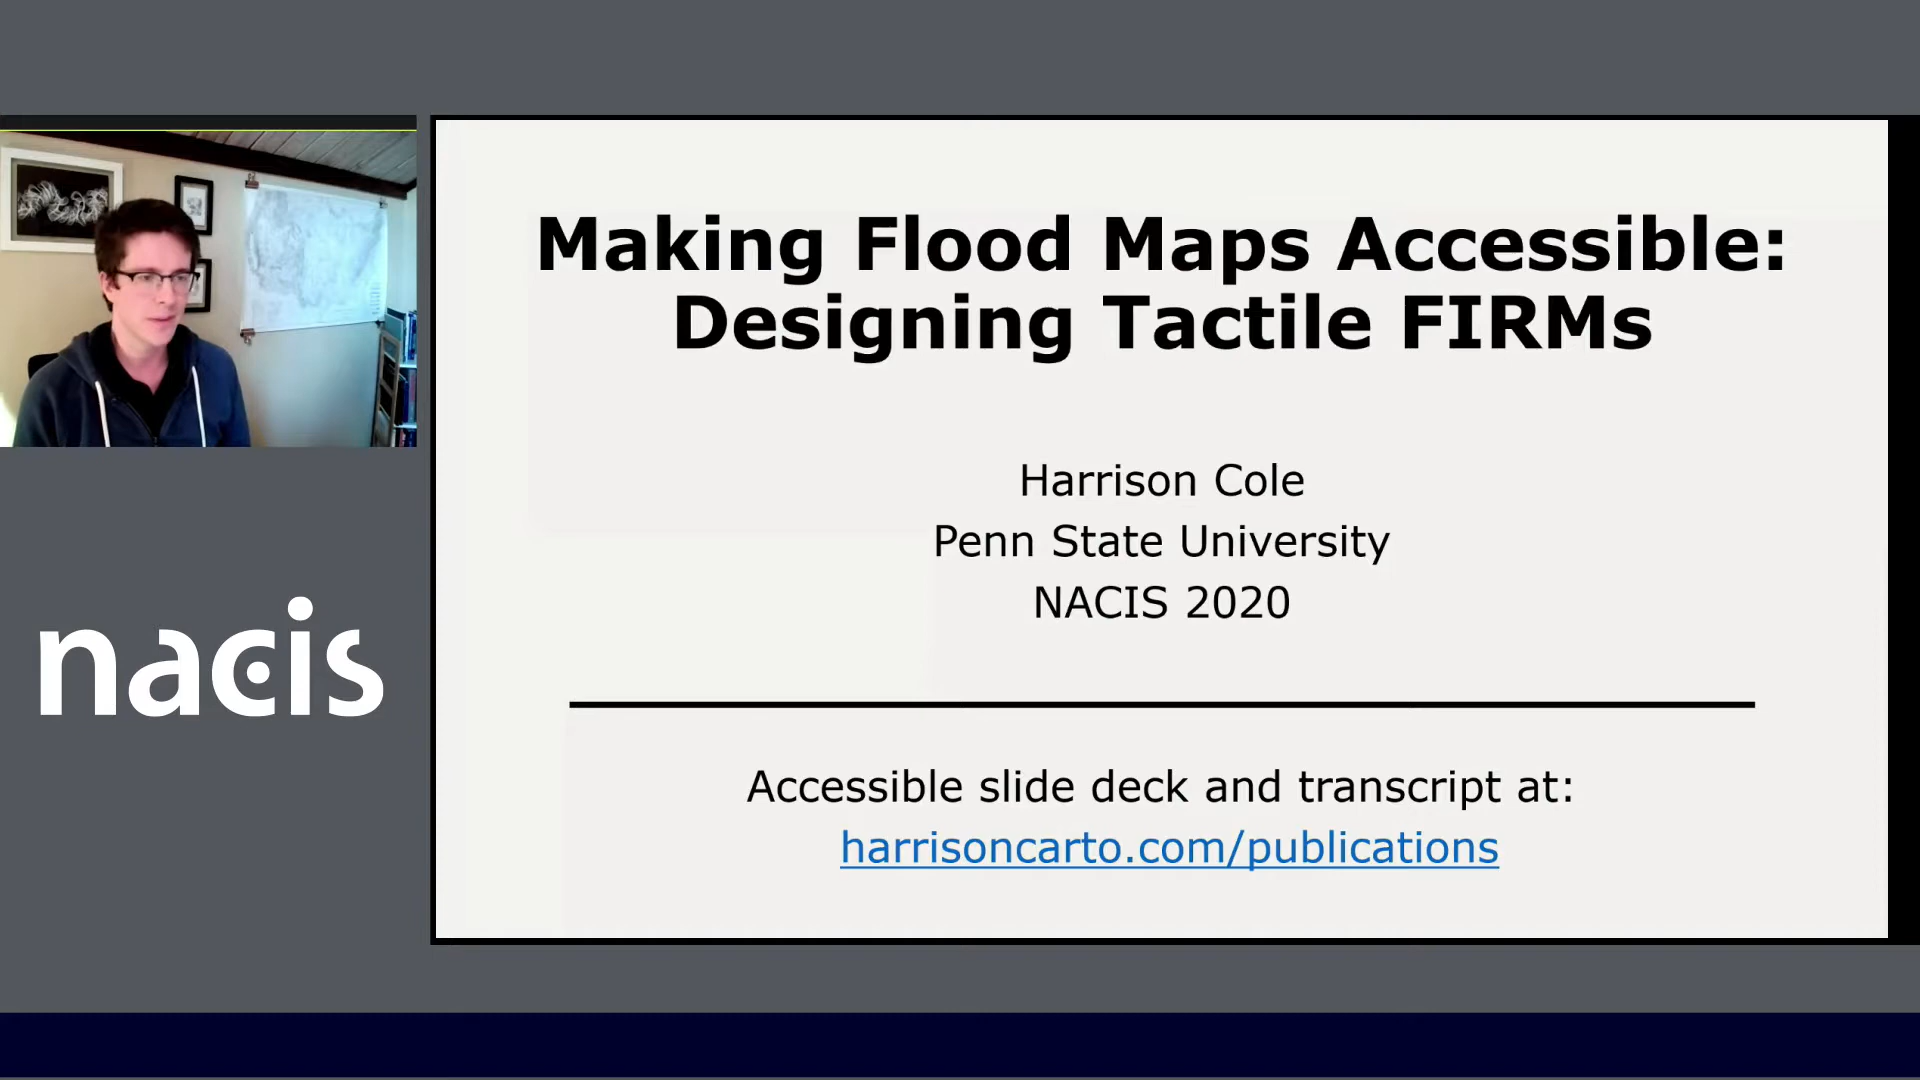 Making Flood Maps Accessible:
Designing Tactile FIRMs
Harrison Cole
Penn State University
NACIS 2020
nacis
Accessible slide deck and transcript at:
harrisoncarto.com/publications